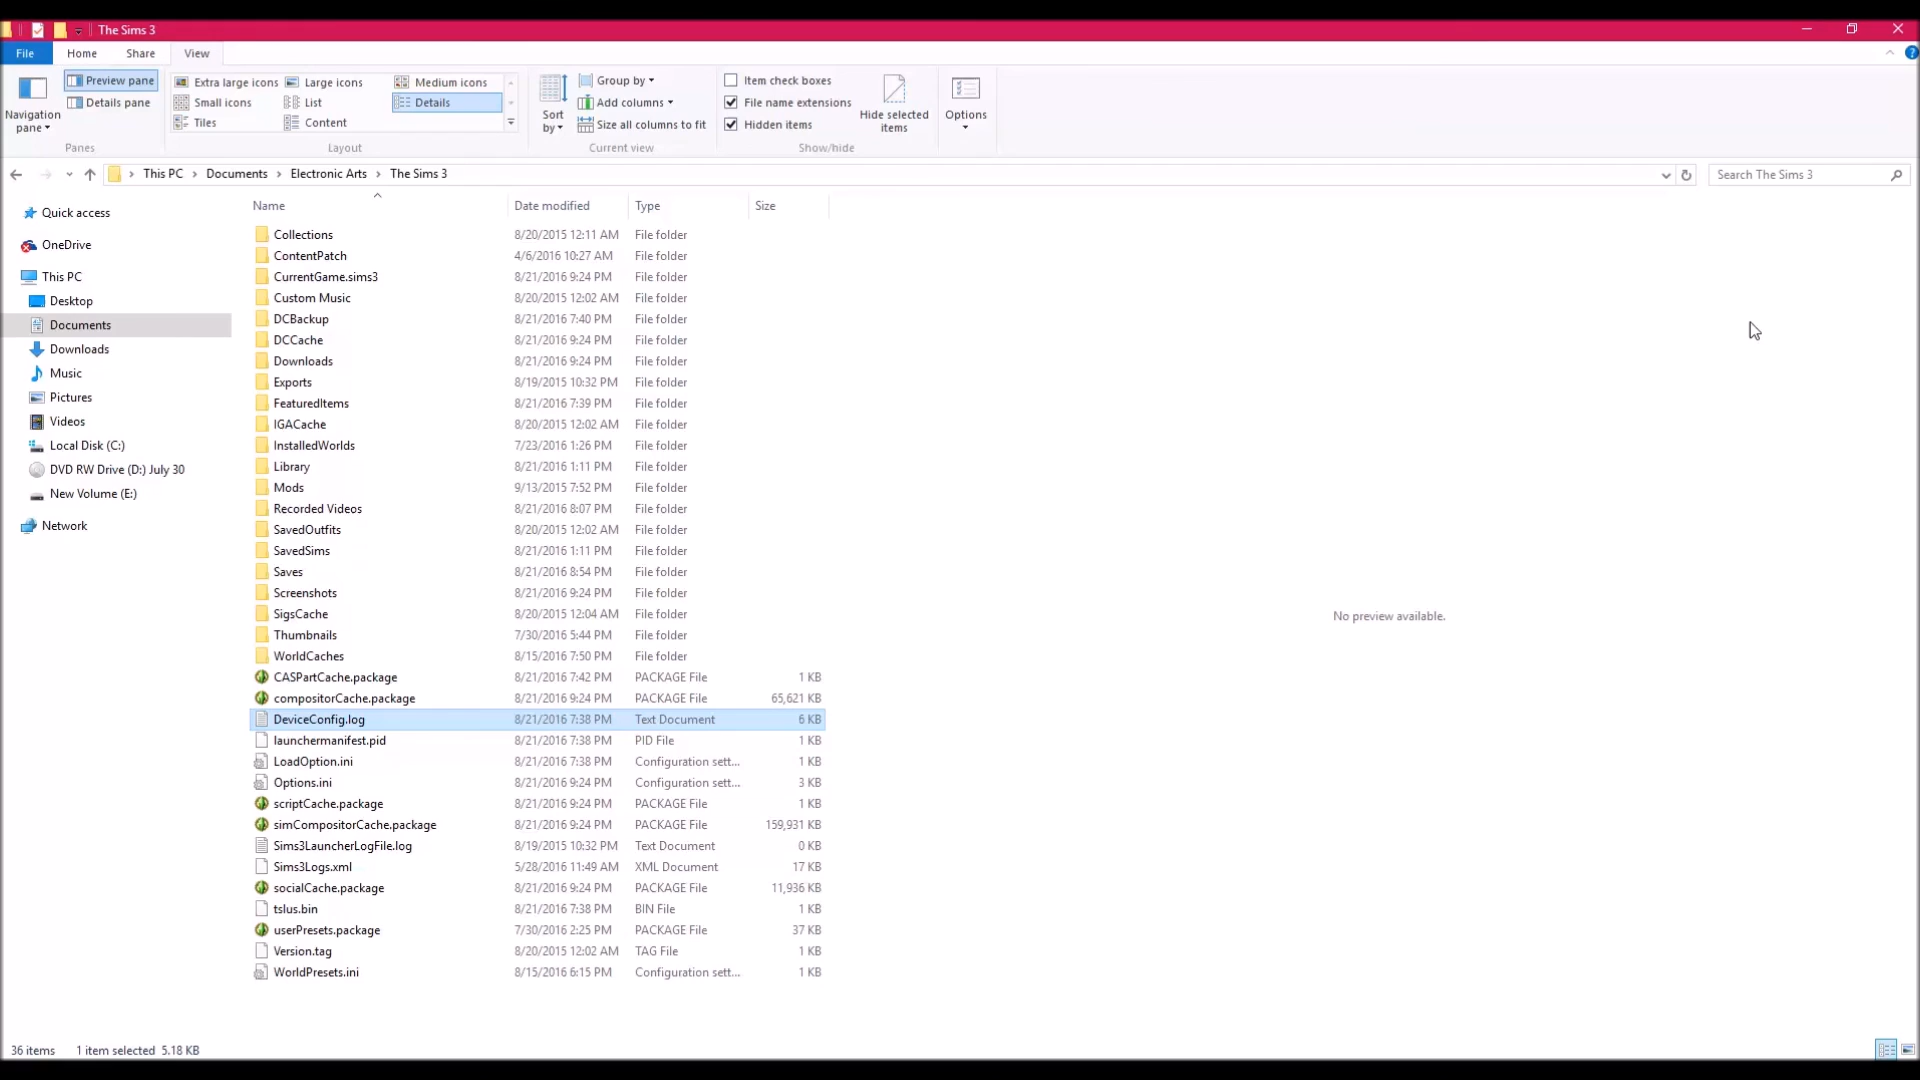 The Sims 3
File Home Share View
Navigation pane
Preview pane
Details pane
Panes
Extra large icons Large icons Medium icons
Small icons List Details
Tiles Content
Layout
Sort by
Group by
Add columns
Size all columns to fit
Current view
Item check boxes
File name extensions
Hidden items
Hide selected items
Show/hide
Options
This PC Documents Electronic Arts The Sims 3
Search The Sims 3
Quick access
OneDrive
This PC
Desktop
Documents
Downloads
Music
Pictures
Videos
Local Disk (C:)
DVD RW Drive (D:) July 30
New Volume (E:)
Network
Name Date modified Type Size
Collections 8/20/2015 12:11 AM File folder
ContentPatch 4/6/2016 10:27 AM File folder
CurrentGame.sims3 8/21/2016 9:24 PM File folder
Custom Music 8/20/2015 12:02 AM File folder
DCBackup 8/21/2016 7:40 PM File folder
DCCache 8/21/2016 9:24 PM File folder
Downloads 8/21/2016 9:24 PM File folder
Exports 8/19/2015 10:32 PM File folder
FeaturedItems 8/21/2016 7:39 PM File folder
IGACache 8/20/2015 12:02 AM File folder
InstalledWorlds 7/23/2016 1:26 PM File folder
Library 8/21/2016 1:11 PM File folder
Mods 9/13/2015 7:52 PM File folder
Recorded Videos 8/21/2016 8:07 PM File folder
SavedOutfits 8/20/2015 12:02 AM File folder
SavedSims 8/21/2016 1:11 PM File folder
Saves 8/21/2016 8:54 PM File folder
Screenshots 8/21/2016 9:24 PM File folder
SigsCache 8/20/2015 12:04 AM File folder
Thumbnails 7/30/2016 5:44 PM File folder
WorldCaches 8/15/2016 7:50 PM File folder
CASPartCache.package 8/21/2016 7:42 PM PACKAGE File 1 KB
compositorCache.package 8/21/2016 9:24 PM PACKAGE File 65,621 KB
DeviceConfig.log 8/21/2016 7:38 PM Text Document 6 KB
launchermanifest.pid 8/21/2016 7:38 PM PID File 1 KB
LoadOption.ini 8/21/2016 7:38 PM Configuration sett... 1 KB
Options.ini 8/21/2016 9:24 PM Configuration sett... 3 KB
scriptCache.package 8/21/2016 9:24 PM PACKAGE File 1 KB
simCompositorCache.package 8/21/2016 9:24 PM PACKAGE File 159,931 KB
Sims3LauncherLogFile.log 8/19/2015 10:32 PM Text Document 0 KB
Sims3Logs.xml 5/28/2016 11:49 AM XML Document 17 KB
socialCache.package 8/21/2016 9:24 PM PACKAGE File 11,936 KB
tslus.bin 8/21/2016 7:38 PM BIN File 1 KB
userPresets.package 7/30/2016 2:25 PM PACKAGE File 37 KB
Version.tag 8/20/2015 12:02 AM TAG File 1 KB
WorldPresets.ini 8/15/2016 6:15 PM Configuration sett... 1 KB
No preview available.
36 items 1 item selected 5.18 KB